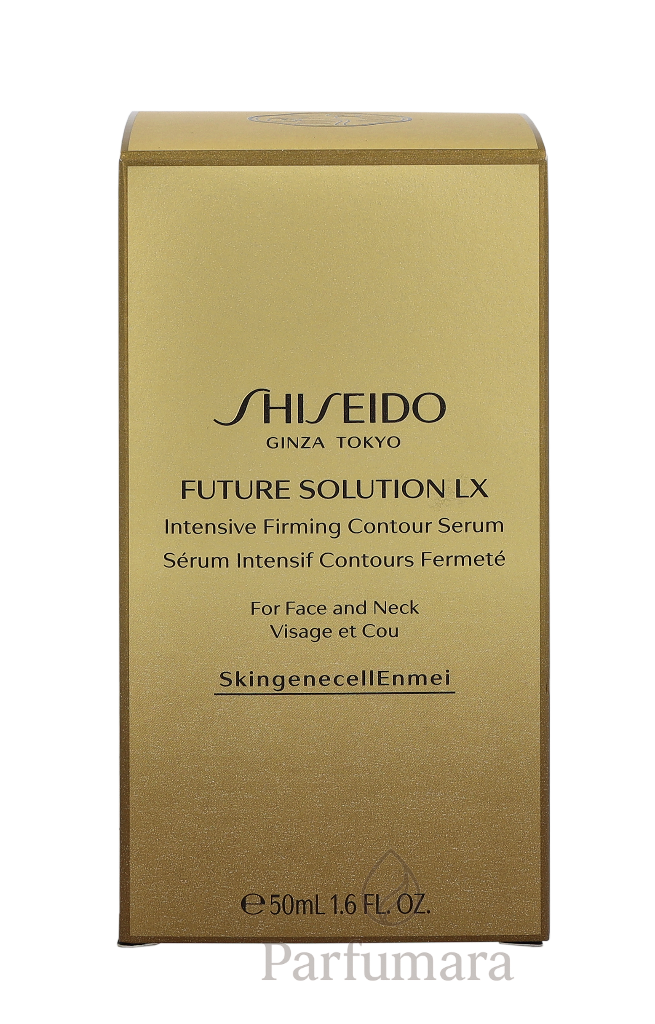 SHISEIDO
GINZA TOKYO
FUTURE SOLUTION LX
Intensive Firming Contour Serum
Sérum Intensif Contours Fermeté
For Face and Neck
Visage et Cou
SkingenecellEnmei
℮50mL 1.6 FL. OZ.
Parfumara